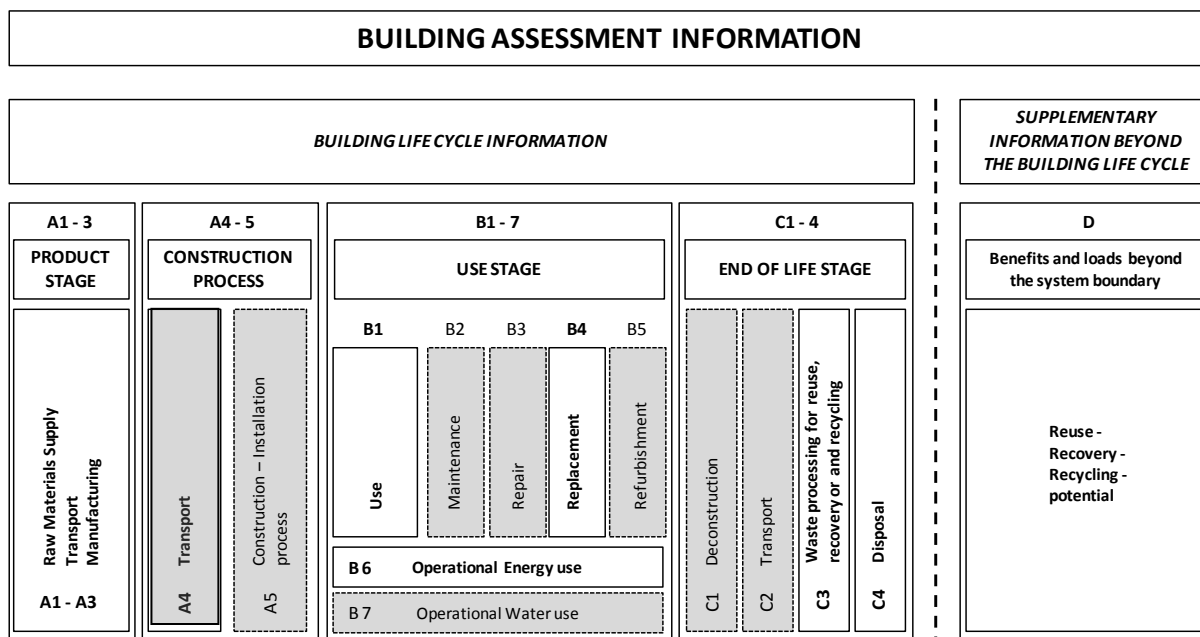 BUILDING ASSESSMENT INFORMATION
BUILDING LIFE CYCLE INFORMATION
SUPPLEMENTARY
INFORMATION BEYOND
THE BUILDING LIFE CYCLE
A1 - 3
PRODUCT
STAGE
Raw Materials Supply
Transport
Manufacturing
A1 - A3
A4 - 5
CONSTRUCTION
PROCESS
A4 Transport
A5 Construction – Installation
process
B1 - 7
USE STAGE
B1
Use
B2
Maintenance
B3
Repair
B4
Replacement
B5
Refurbishment
B 6 Operational Energy use
B 7 Operational Water use
C1 - 4
END OF LIFE STAGE
C1 Deconstruction
C2 Transport
C3 Waste processing for reuse,
recovery or and recycling
C4 Disposal
D
Benefits and loads beyond
the system boundary
Reuse -
Recovery -
Recycling -
potential